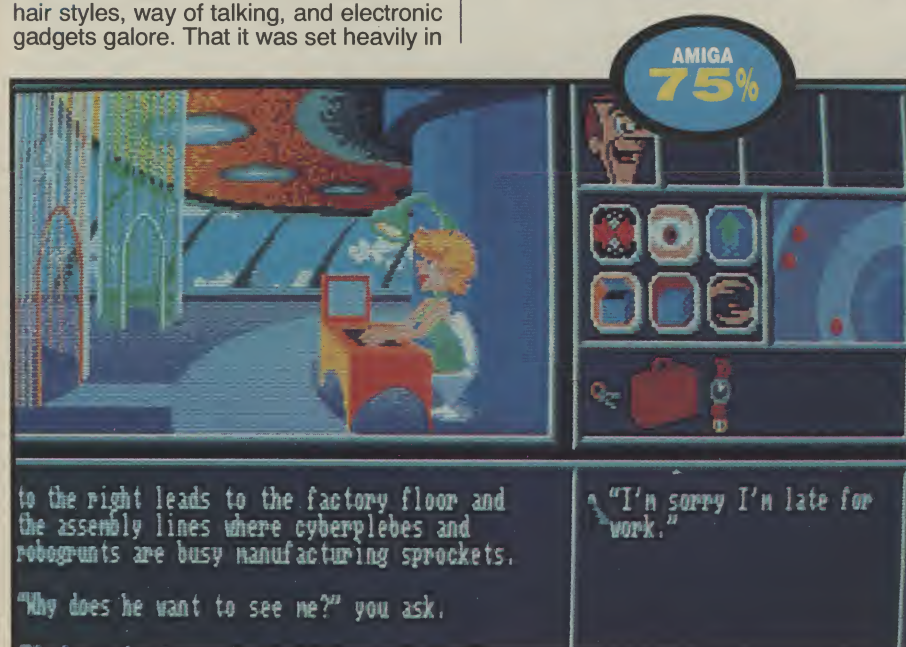 hair styles, way of talking, and electronic
gadgets galore. That it was set heavily in
AMIGA
75%
to the right leads to the factory floor and
the assembly lines where cyberplebes and
robogrunts are busy manufacturing sprockets.
"Why does he want to see me?" you ask.
"I'm sorry I'm late for
work."